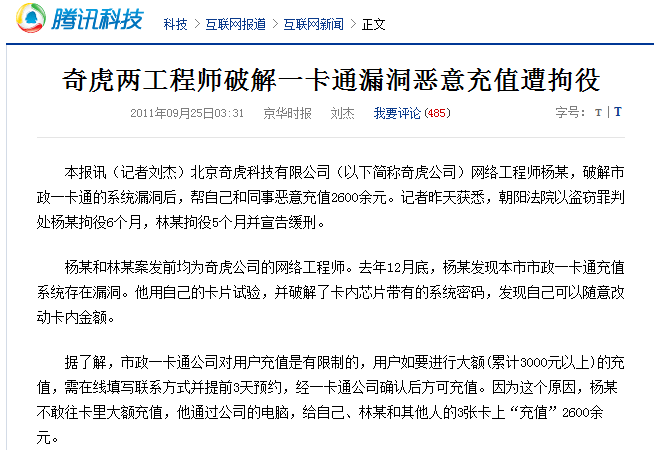 腾讯科技 科技 > 互联网报道 > 互联网新闻 > 正文
奇虎两工程师破解一卡通漏洞恶意充值遭拘役
2011年09月25日03:31 京华时报 刘杰 我要评论(485) 字号: T|T
本报讯（记者刘杰）北京奇虎科技有限公司（以下简称奇虎公司）网络工程师杨某，破解市
政一卡通的系统漏洞后，帮自己和同事恶意充值2600余元。记者昨天获悉，朝阳法院以盗窃罪判
处杨某拘役6个月，林某拘役5个月并宣告缓刑。
杨某和林某案发前均为奇虎公司的网络工程师。去年12月底，杨某发现本市市政一卡通充值
系统存在漏洞。他用自己的卡片试验，并破解了卡内芯片带有的系统密码，发现自己可以随意改
动卡内金额。
据了解，市政一卡通公司对用户充值是有限制的，用户如要进行大额(累计3000元以上)的充
值，需在线填写联系方式并提前3天预约，经一卡通公司确认后方可充值。因为这个原因，杨某
不敢往卡里大额充值，他通过公司的电脑，给自己、林某和其他人的3张卡上“充值”2600余
元。